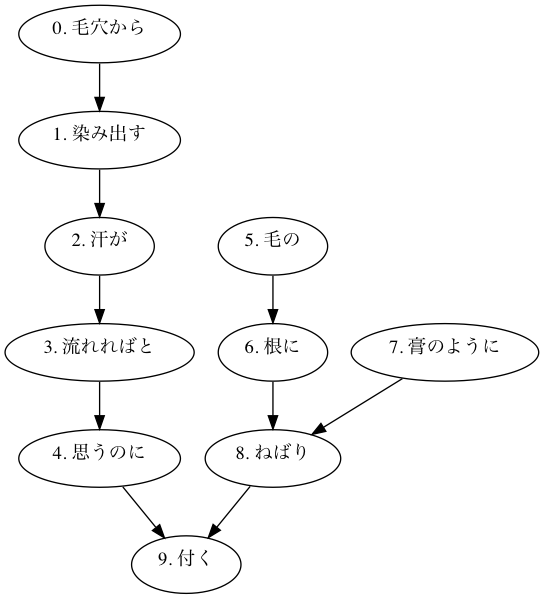 0. 毛穴から
1. 染み出す
2. 汗が
5. 毛の
3. 流れればと
6. 根に
7. 膏のように
4. 思うのに
8. ねばり
9. 付く